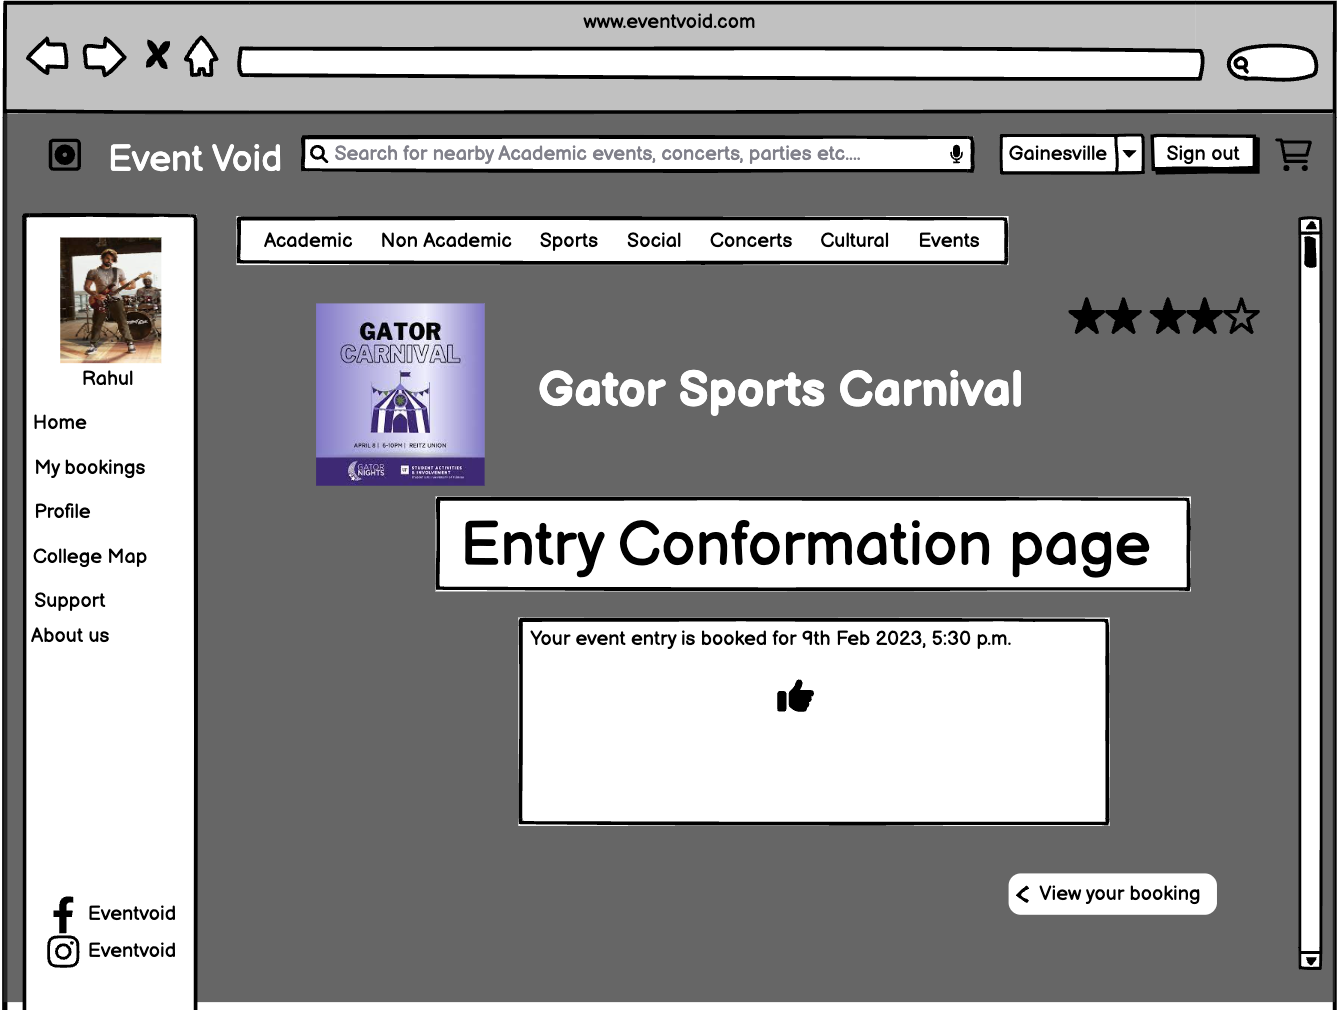 www.eventvoid.com
Event Void
Search for nearby Academic events, concerts, parties etc....
Gainesville
Sign out
Academic Non Academic Sports Social Concerts Cultural Events
Rahul
Home
My bookings
Profile
College Map
Support
About us
Eventvoid
Eventvoid
GATOR
CARNIVAL
APRIL 8 | 6-10PM | REITZ UNION
GATOR
NIGHTS
UF
STUDENT ACTIVITIES
& INVOLVEMENT
Gator Sports Carnival
Entry Conformation page
Your event entry is booked for 9th Feb 2023, 5:30 p.m.
View your booking